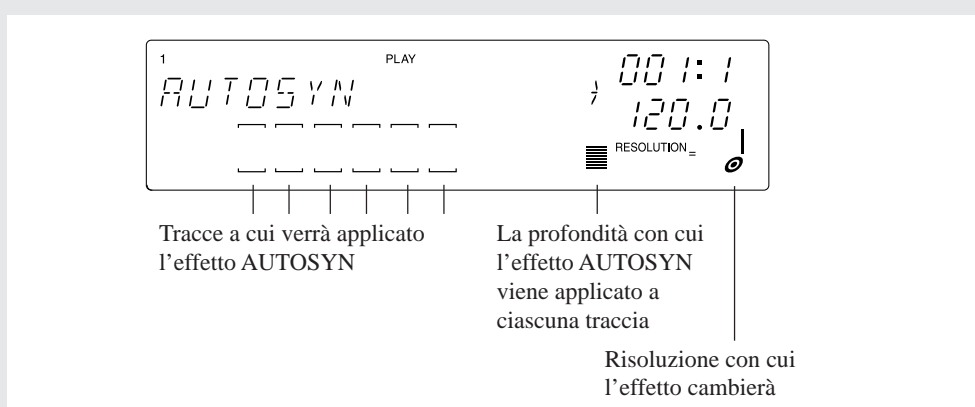 1 PLAY 001:1
AUTOSYN
120.0
RESOLUTION =
Tracce a cui verrà applicato
l’effetto AUTOSYN
La profondità con cui
l’effetto AUTOSYN
viene applicato a
ciascuna traccia
Risoluzione con cui
l’effetto cambierà